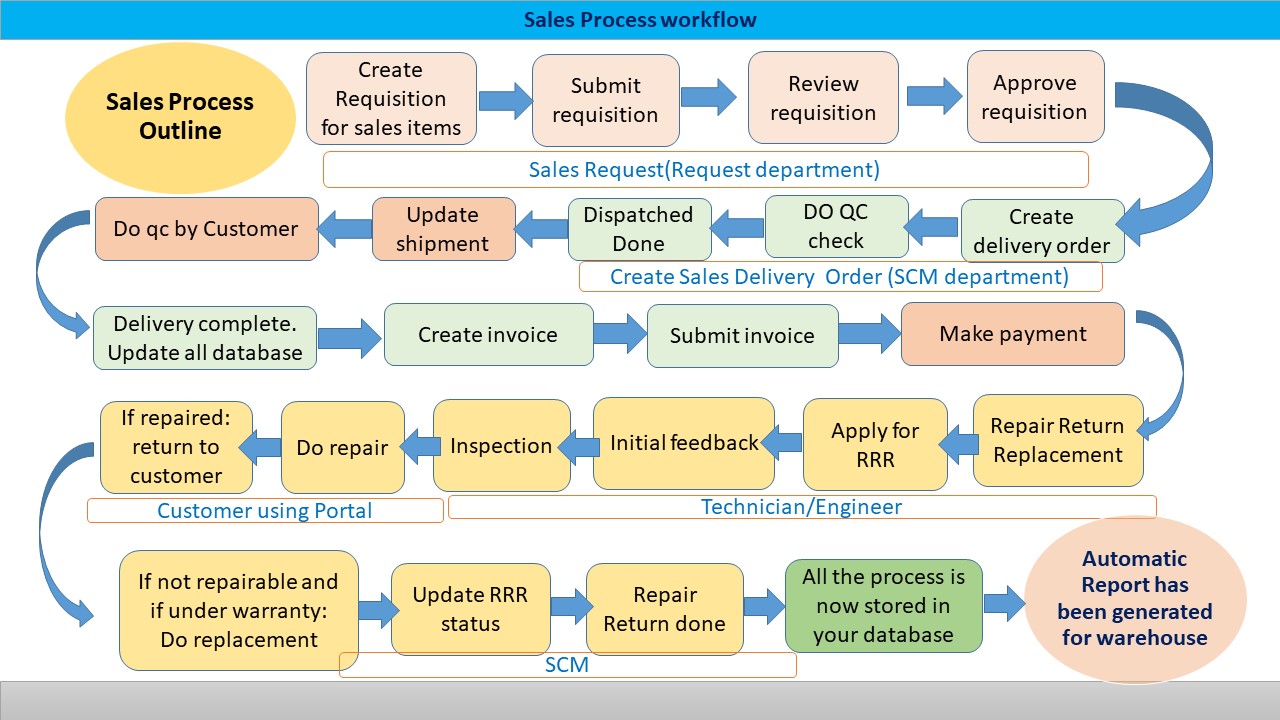 Sales Process workflow
Sales Process
Outline
Create
Requisition
for sales items
Submit
requisition
Review
requisition
Approve
requisition
Sales Request(Request department)
Do qc by Customer
Update
shipment
Dispatched
Done
DO QC
check
Create
delivery order
Create Sales Delivery  Order (SCM department)
Delivery complete.
Update all database
Create invoice
Submit invoice
Make payment
If repaired:
return to
customer
Do repair
Inspection
Initial feedback
Apply for
RRR
Repair Return
Replacement
Customer using Portal
Technician/Engineer
If not repairable and
if under warranty:
Do replacement
Update RRR
status
Repair
Return done
All the process is
now stored in
your database
Automatic
Report has
been generated
for warehouse
SCM